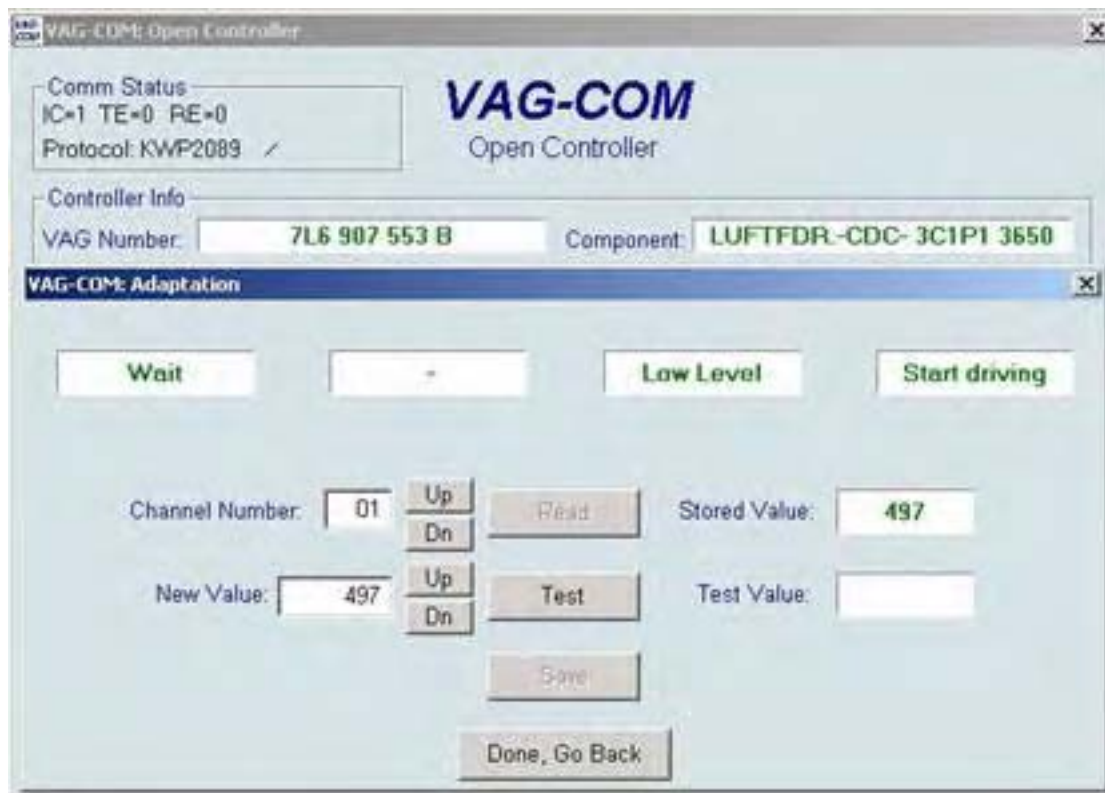 VAG-COM: Open Controller
Comm Status
IC=1 TE=0 RE=0
Protocol: KWP2089 /
VAG-COM
Open Controller
Controller Info
VAG Number: 7L6 907 553 B Component: LUFTFDR.-CDC- 3C1P1 3650
VAG-COM: Adaptation
Wait - Low Level Start driving
Channel Number: 01 Up Dn Read Stored Value: 497
New Value: 497 Up Dn Test Test Value:
Save
Done, Go Back